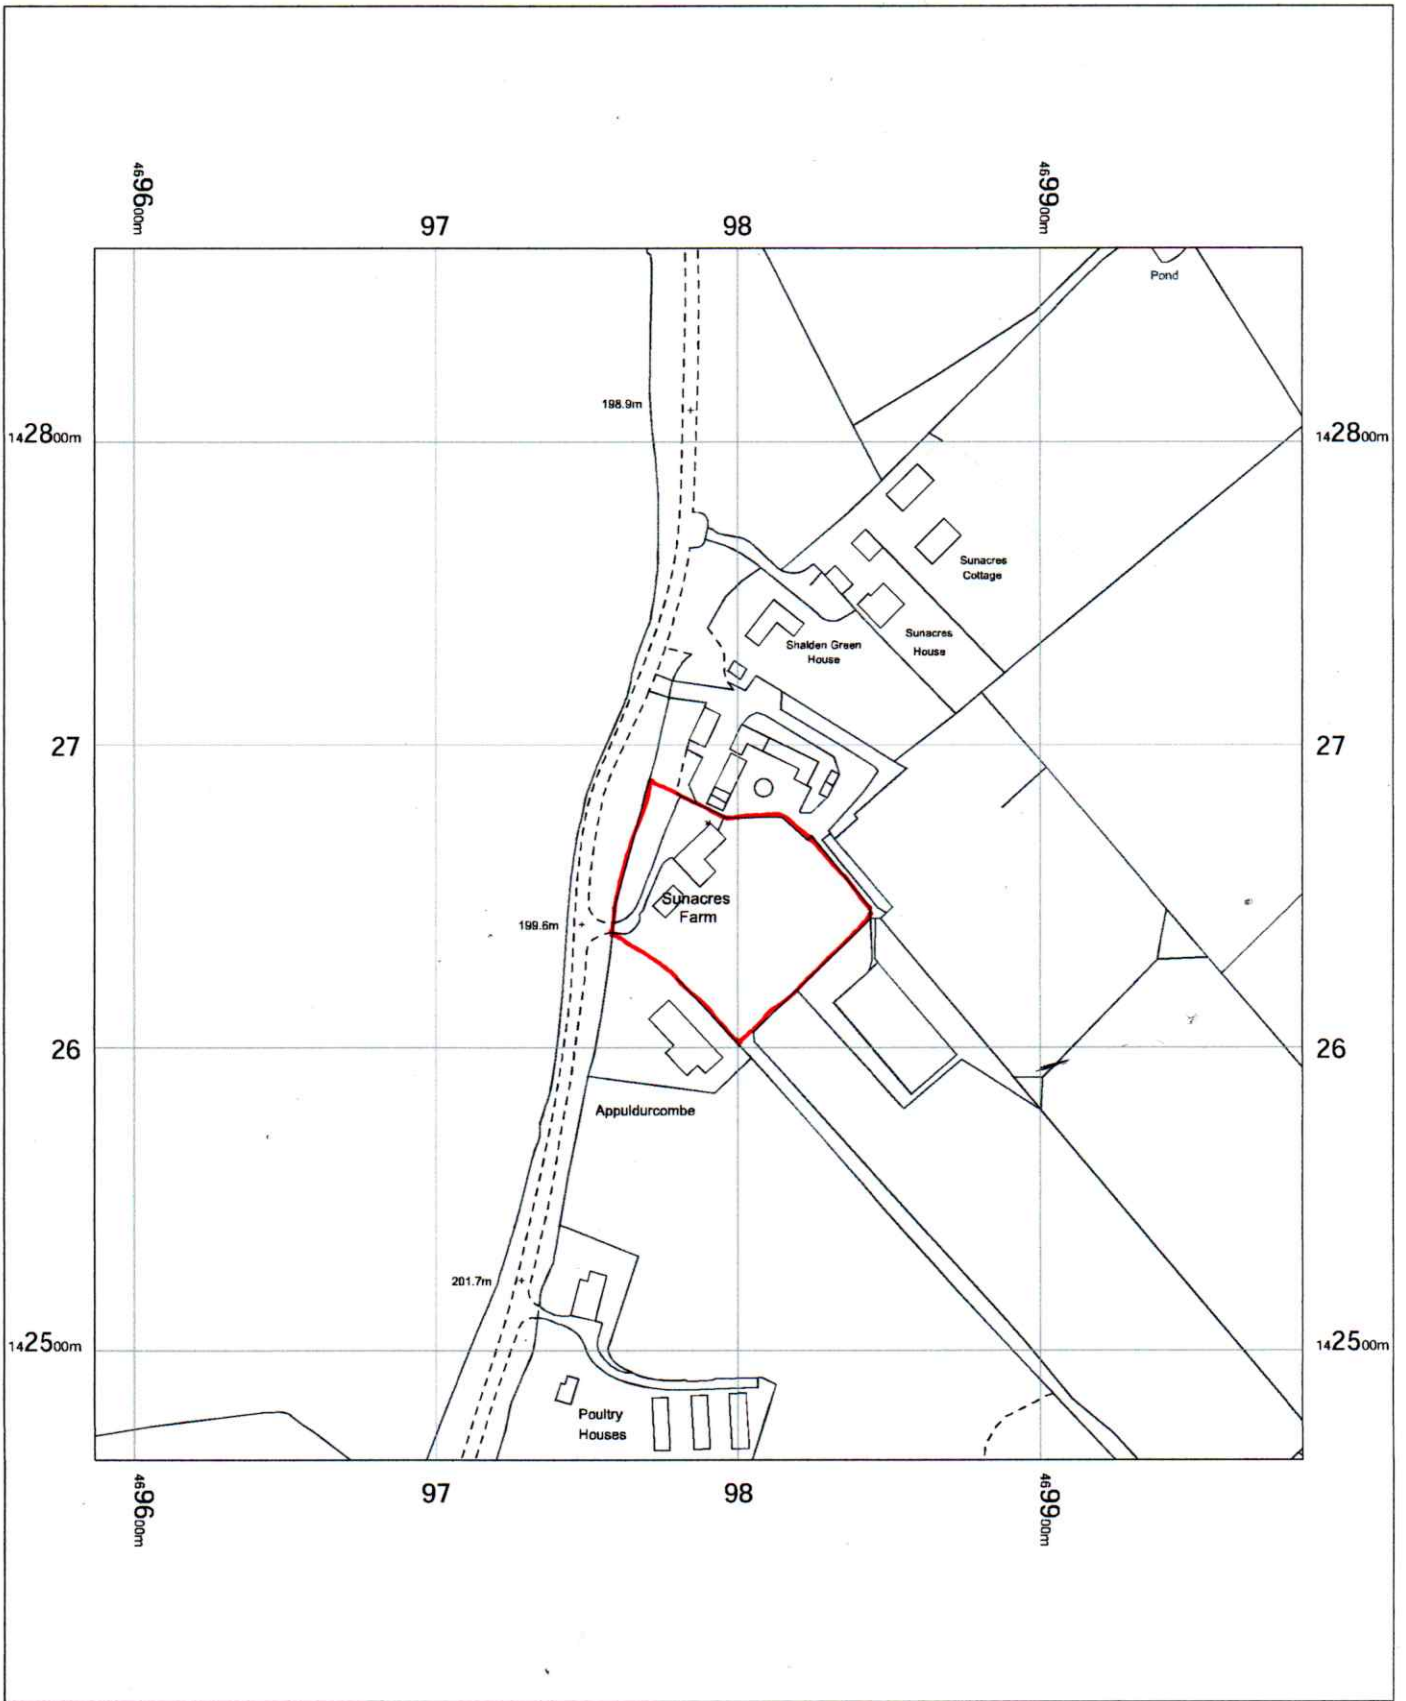 4696 00m
97
98
4699 00m
Pond
198.9m
1428 00m
1428 00m
Sunacres
Cottage
Sunacres
House
Shalden Green
House
27
27
Sunacres
Farm
199.6m
26
26
Appuldurcombe
201.7m
1425 00m
1425 00m
Poultry
Houses
4696 00m
97
98
4699 00m